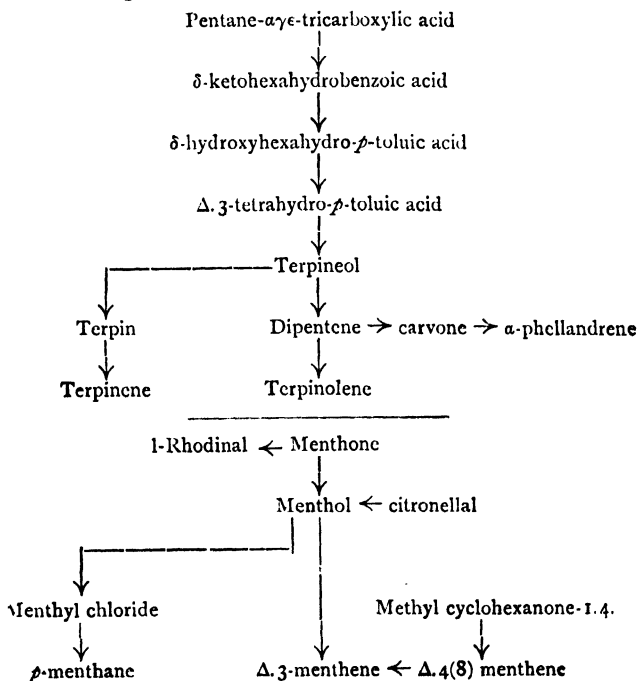 Pentane-αγε-tricarboxylic acid
δ-ketohexahydrobenzoic acid
δ-hydroxyhexahydro-p-toluic acid
Δ.3-tetrahydro-p-toluic acid
Terpineol
Terpin Dipentene → carvone → α-phellandrene
Terpinene Terpinolene
l-Rhodinal ← Menthone
Menthol ← citronellal
Menthyl chloride Methyl cyclohexanone-1.4.
p-menthane Δ.3-menthene ← Δ.4(8) menthene